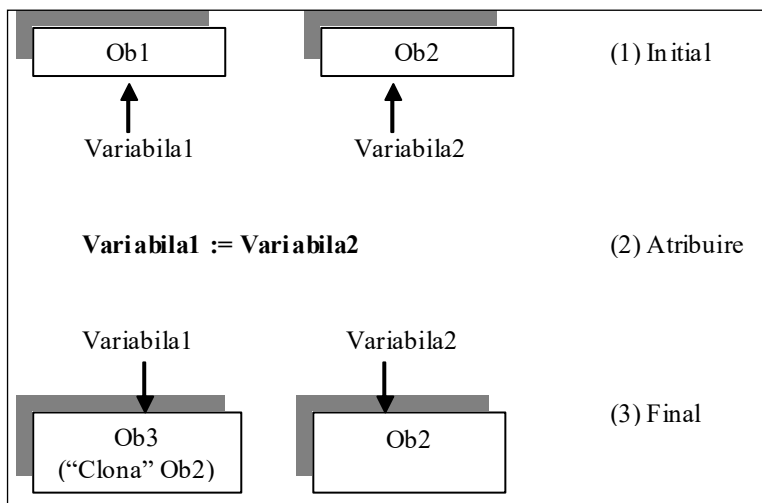 Ob1 Ob2 (1) Initial
Variabila1 Variabila2
Variabila1 := Variabila2 (2) Atribuire
Variabila1 Variabila2
Ob3 Ob2 (3) Final
(“Clona” Ob2)